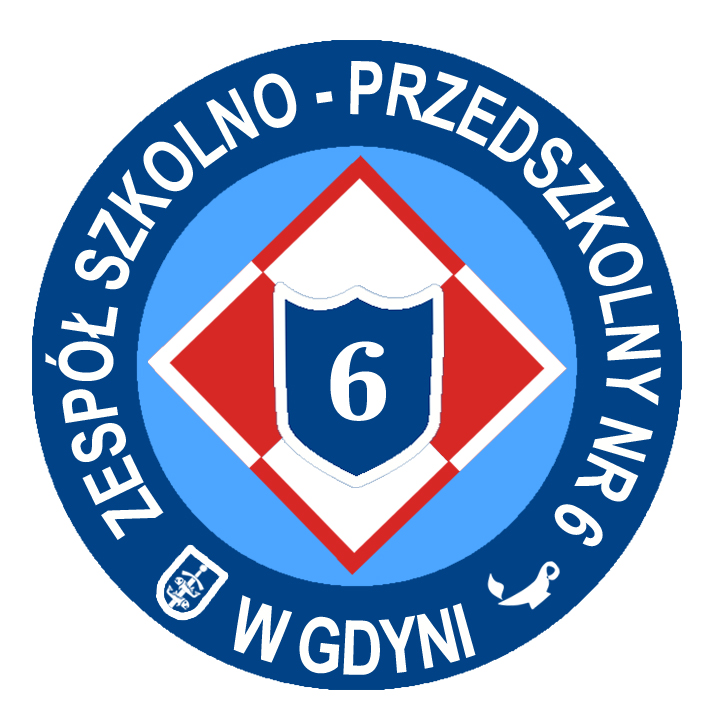 ZESPÓŁ SZKOLNO - PRZEDSZKOLNY NR 6
W GDYNI
6